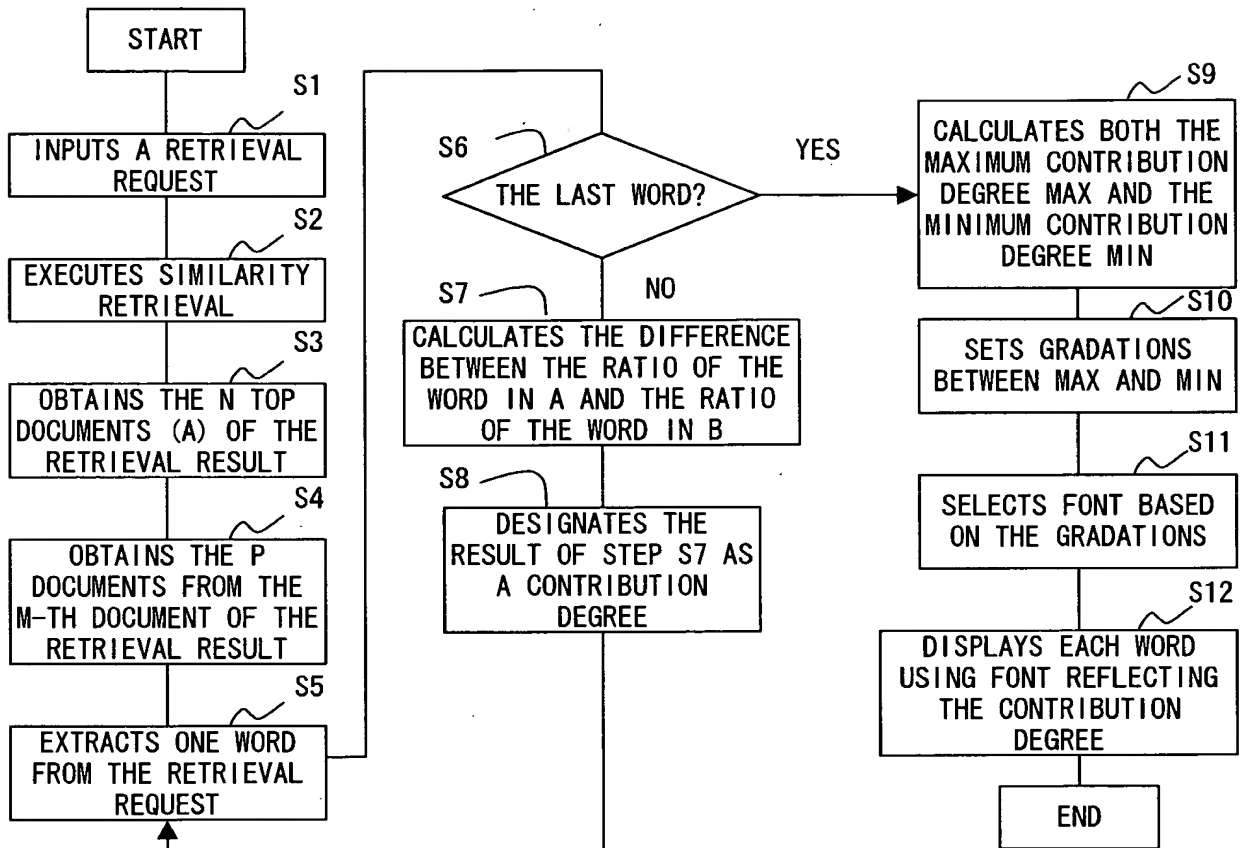 START
S1
INPUTS A RETRIEVAL
REQUEST
S2
EXECUTES SIMILARITY
RETRIEVAL
S3
OBTAINS THE N TOP
DOCUMENTS (A) OF THE
RETRIEVAL RESULT
S4
OBTAINS THE P
DOCUMENTS FROM THE
M-TH DOCUMENT OF THE
RETRIEVAL RESULT
S5
EXTRACTS ONE WORD
FROM THE RETRIEVAL
REQUEST
S6
THE LAST WORD?
YES
NO
S7
CALCULATES THE DIFFERENCE
BETWEEN THE RATIO OF THE
WORD IN A AND THE RATIO
OF THE WORD IN B
S8
DESIGNATES THE
RESULT OF STEP S7 AS
A CONTRIBUTION
DEGREE
S9
CALCULATES BOTH THE
MAXIMUM CONTRIBUTION
DEGREE MAX AND THE
MINIMUM CONTRIBUTION
DEGREE MIN
S10
SETS GRADATIONS
BETWEEN MAX AND MIN
S11
SELECTS FONT BASED
ON THE GRADATIONS
S12
DISPLAYS EACH WORD
USING FONT REFLECTING
THE CONTRIBUTION
DEGREE
END